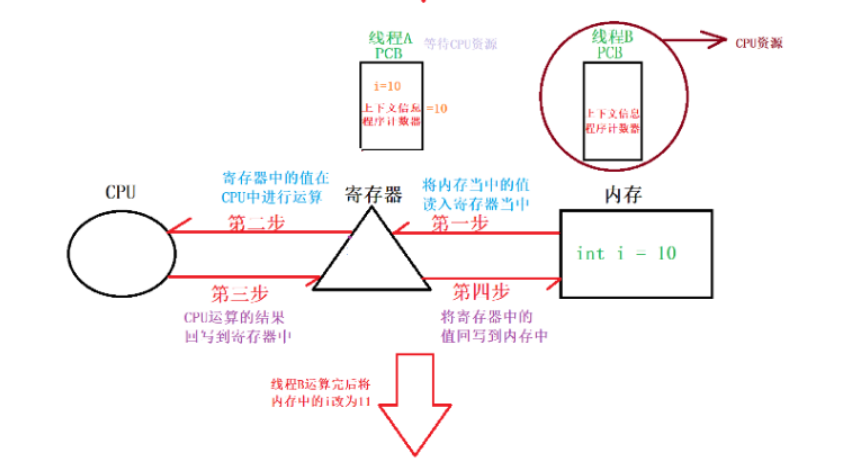 线程A
PCB
等待CPU资源
i=10
上下文信息
=10
程序计数器
线程B
PCB
上下文信息
程序计数器
CPU资源
CPU
寄存器中的值在
CPU中进行运算
第二步
寄存器
将内存当中的值
读入寄存器当中
第一步
内存
int i = 10
第三步
CPU运算的结果
回写到寄存器中
第四步
将寄存器中的
值回写到内存中
线程B运算完后将
内存中的i改为11